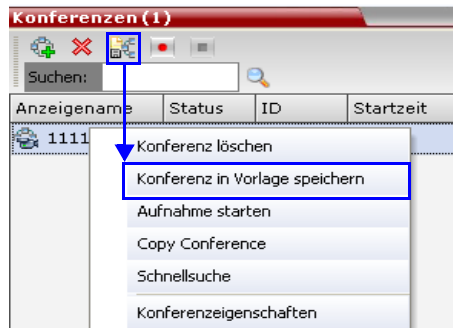 Konferenzen (1)
Suchen:
Anzeigename Status ID Startzeit
1111
Konferenz löschen
Konferenz in Vorlage speichern
Aufnahme starten
Copy Conference
Schnellsuche
Konferenzeigenschaften